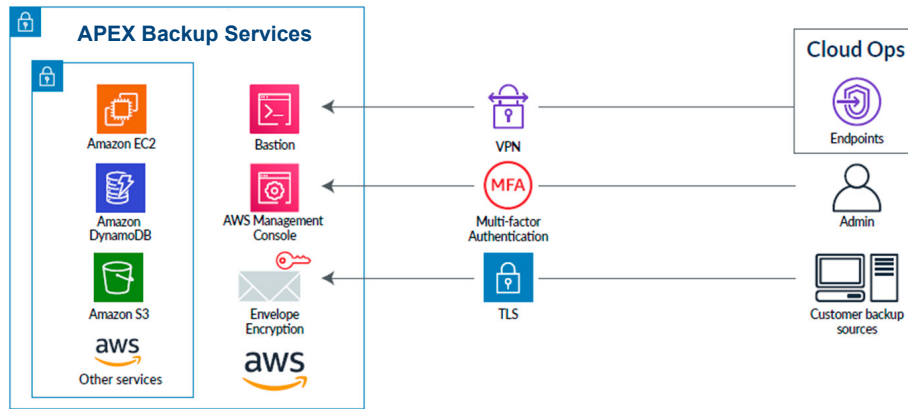 APEX Backup Services
Amazon EC2
Amazon
DynamoDB
Amazon S3
aws
Other services
Bastion
AWS Management
Console
Envelope
Encryption
aws
VPN
MFA
Multi-factor
Authentication
TLS
Cloud Ops
Endpoints
Admin
Customer backup
sources